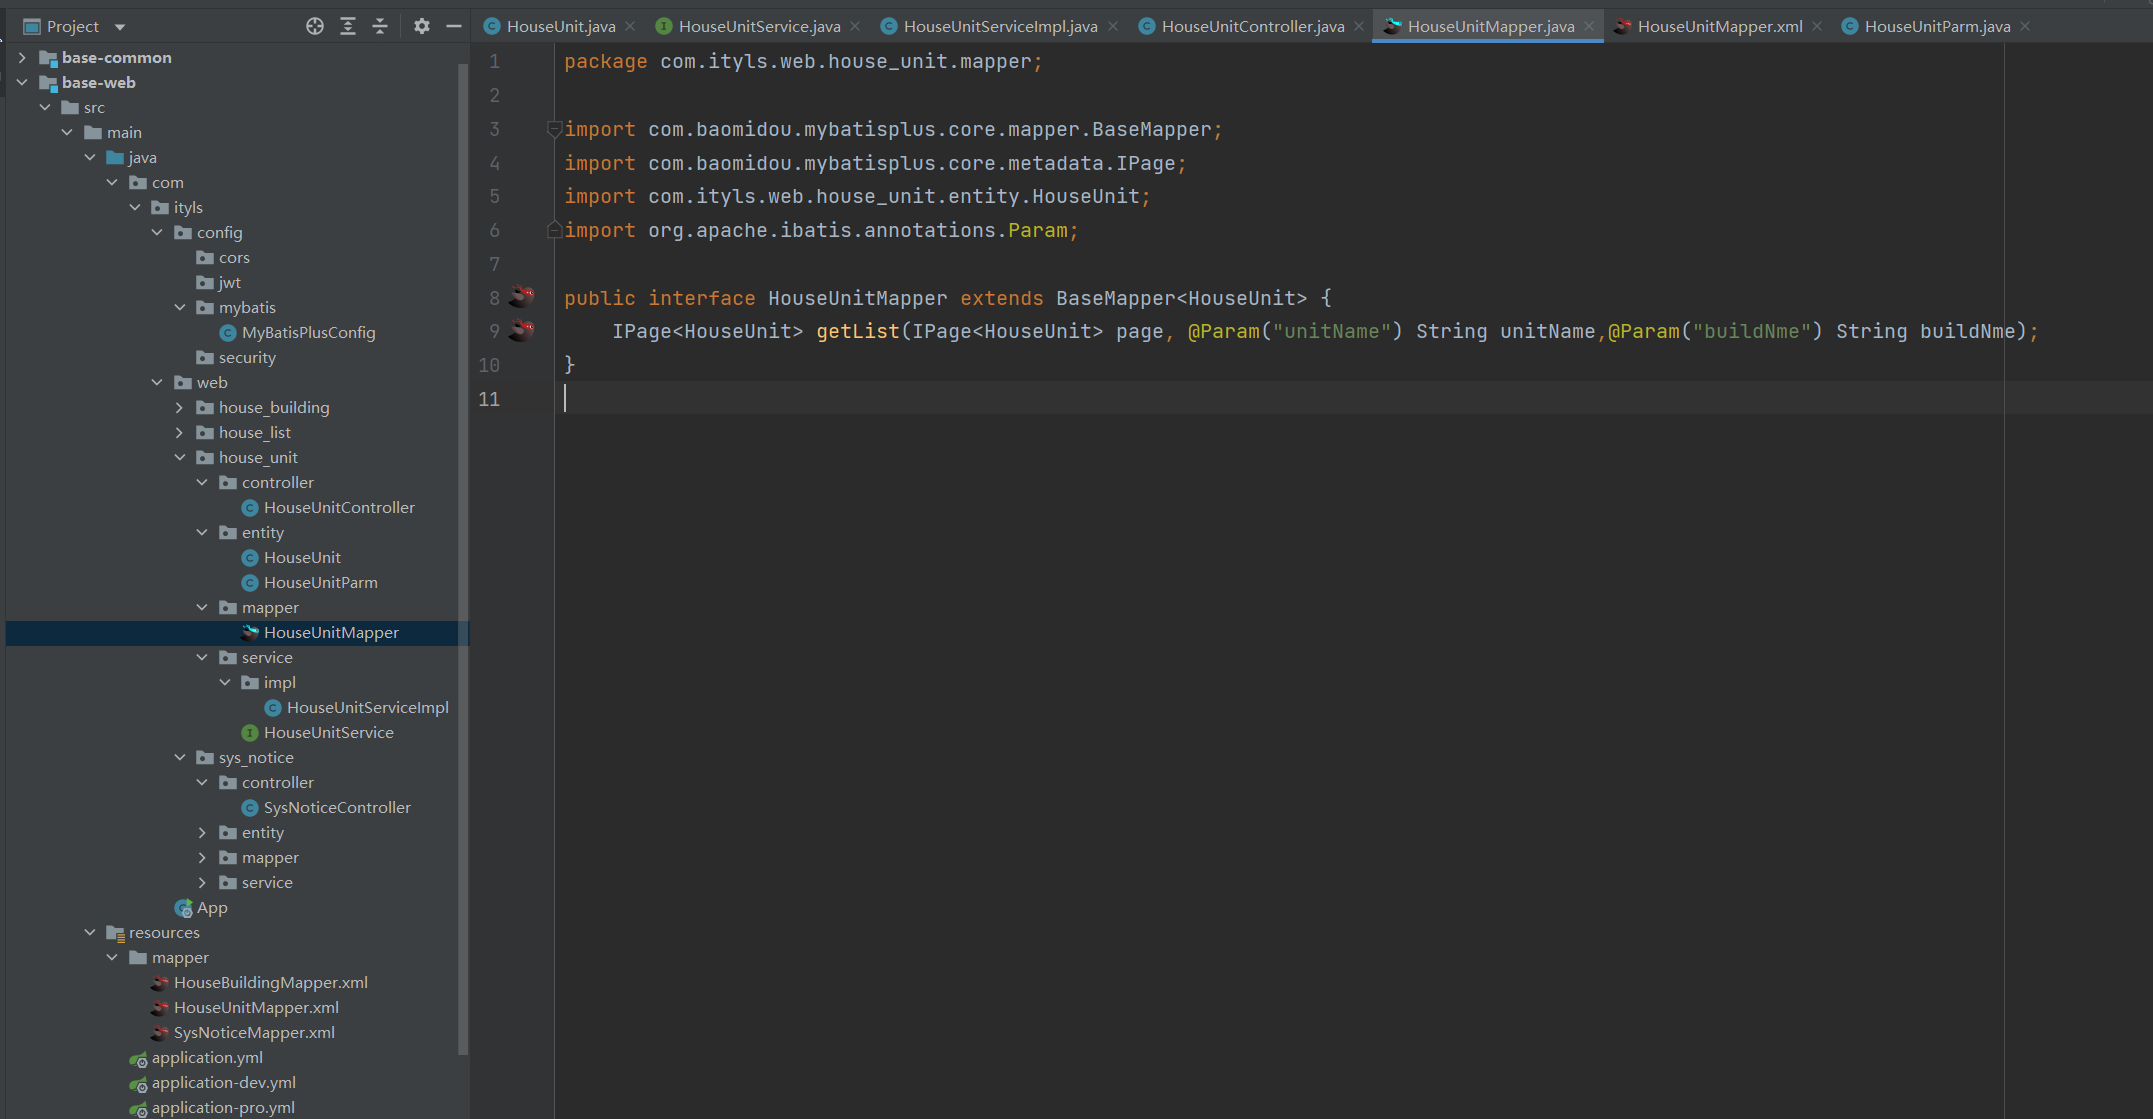 Project
base-common
base-web
src
main
java
com
ityls
config
cors
jwt
mybatis
MyBatisPlusConfig
security
web
house_building
house_list
house_unit
controller
HouseUnitController
entity
HouseUnit
HouseUnitParm
mapper
HouseUnitMapper
service
impl
HouseUnitServiceImpl
HouseUnitService
sys_notice
controller
SysNoticeController
entity
mapper
service
App
resources
mapper
HouseBuildingMapper.xml
HouseUnitMapper.xml
SysNoticeMapper.xml
application.yml
application-dev.yml
application-pro.yml
HouseUnit.java HouseUnitService.java HouseUnitServiceImpl.java HouseUnitController.java HouseUnitMapper.java HouseUnitMapper.xml HouseUnitParm.java
1 package com.ityls.web.house_unit.mapper;
2
3 import com.baomidou.mybatisplus.core.mapper.BaseMapper;
4 import com.baomidou.mybatisplus.core.metadata.IPage;
5 import com.ityls.web.house_unit.entity.HouseUnit;
6 import org.apache.ibatis.annotations.Param;
7
8 public interface HouseUnitMapper extends BaseMapper<HouseUnit> {
9 IPage<HouseUnit> getList(IPage<HouseUnit> page, @Param("unitName") String unitName,@Param("buildNme") String buildNme);
10 }
11